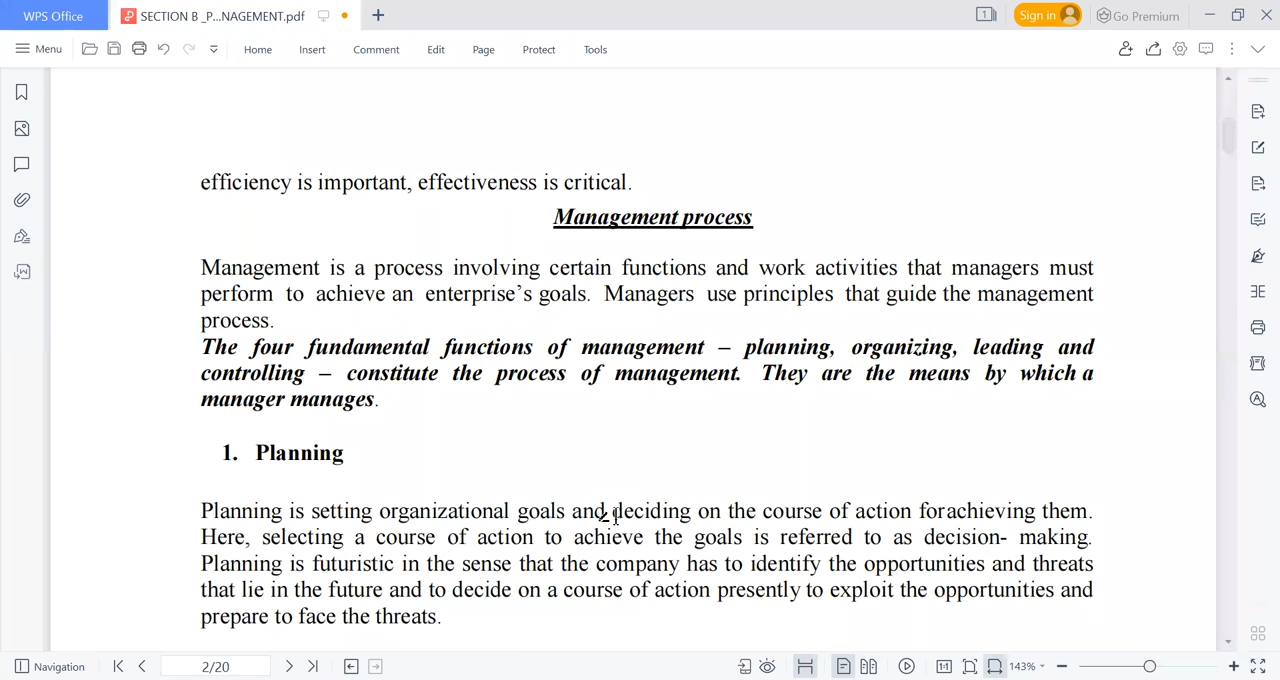 WPS Office
SECTION B _P...NAGEMENT.pdf
1
Sign in
Go Premium
Menu
Home
Insert
Comment
Edit
Page
Protect
Tools
efficiency is important, effectiveness is critical.
Management process
Management is a process involving certain functions and work activities that managers must
perform to achieve an enterprise’s goals. Managers use principles that guide the management
process.
The four fundamental functions of management – planning, organizing, leading and
controlling – constitute the process of management. They are the means by which a
manager manages.
1. Planning
Planning is setting organizational goals and deciding on the course of action forachieving them.
Here, selecting a course of action to achieve the goals is referred to as decision- making.
Planning is futuristic in the sense that the company has to identify the opportunities and threats
that lie in the future and to decide on a course of action presently to exploit the opportunities and
prepare to face the threats.
Navigation
2/20
1:1
143%